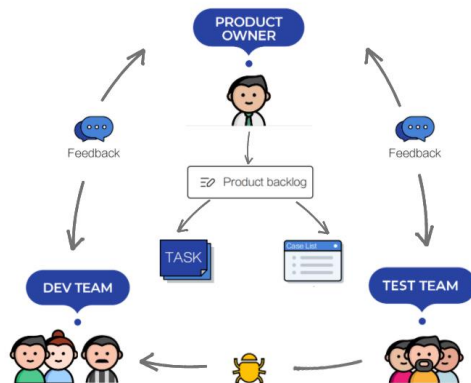 PRODUCT
OWNER
Feedback
Feedback
Product backlog
TASK
Case List
DEV TEAM
TEST TEAM